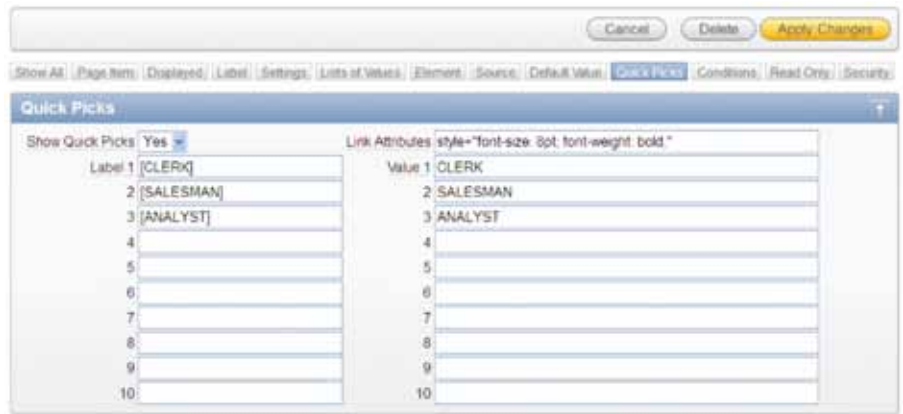 Cancel Delete Apply Changes
Show All Page Item Displayed Label Settings Lists of Values Element Source Default Value Quick Picks Conditions Read Only Security
Quick Picks
Show Quick Picks Yes Link Attributes style="font-size: 8pt; font-weight: bold;"
Label 1 [CLERK] Value 1 CLERK
2 [SALESMAN] 2 SALESMAN
3 [ANALYST] 3 ANALYST
4 4
5 5
6 6
7 7
8 8
9 9
10 10